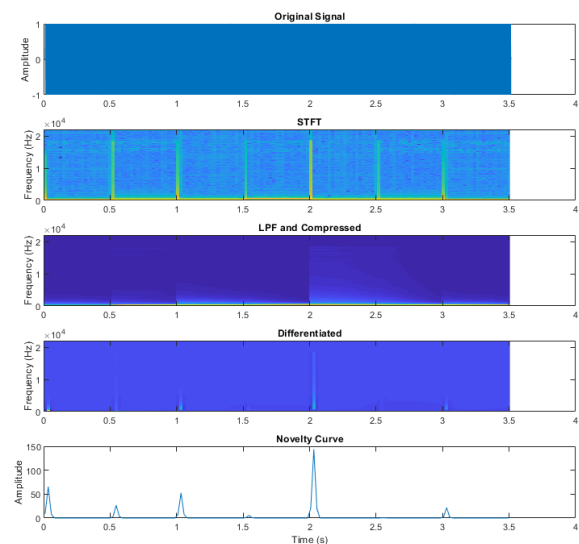 Original Signal
Amplitude
1
0
-1
0 0.5 1 1.5 2 2.5 3 3.5 4
STFT
Frequency (Hz)
×10^4
2
1
0
0 0.5 1 1.5 2 2.5 3 3.5 4
LPF and Compressed
Frequency (Hz)
×10^4
2
1
0
0 0.5 1 1.5 2 2.5 3 3.5 4
Differentiated
Frequency (Hz)
×10^4
2
1
0
0 0.5 1 1.5 2 2.5 3 3.5 4
Novelty Curve
Amplitude
150
100
50
0
0 0.5 1 1.5 2 2.5 3 3.5 4
Time (s)